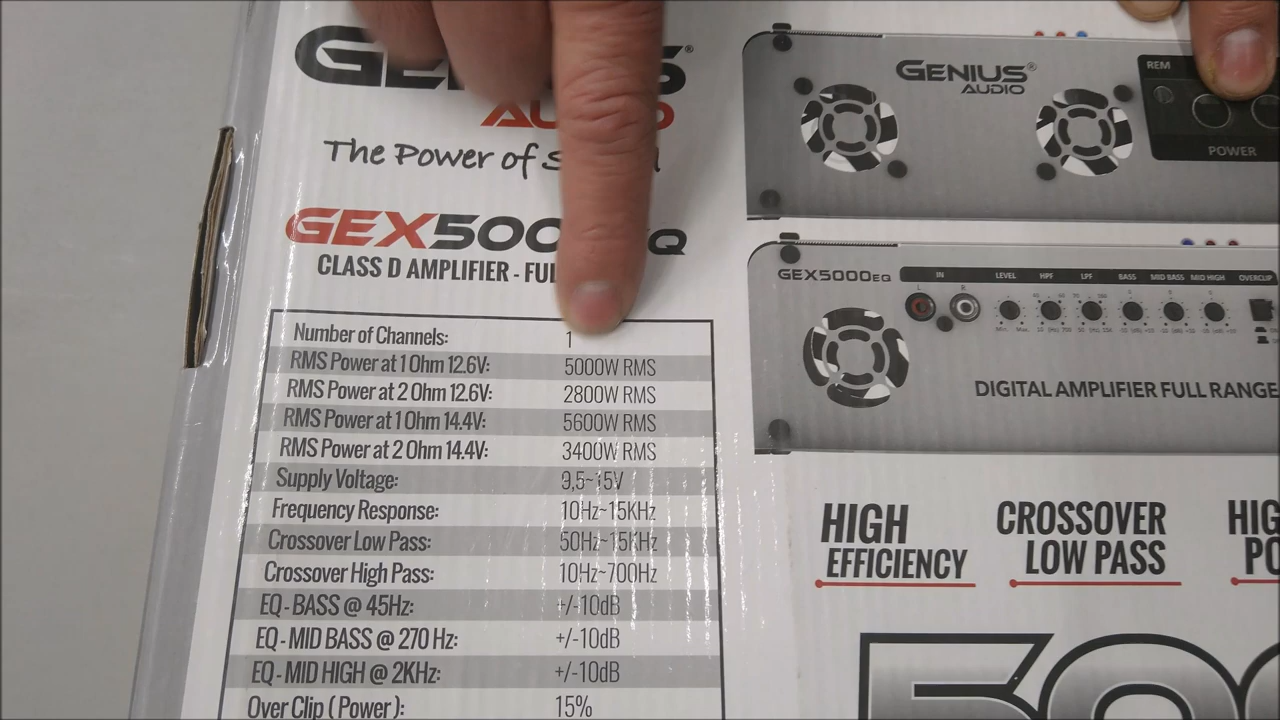 AUDIO
The Power of
GEX500 Q
CLASS D AMPLIFIER - FUL
Number of Channels: 1
RMS Power at 1 Ohm 12.6V: 5000W RMS
RMS Power at 2 Ohm 12.6V: 2800W RMS
RMS Power at 1 Ohm 14.4V: 5600W RMS
RMS Power at 2 Ohm 14.4V: 3400W RMS
Supply Voltage: 9,5~15V
Frequency Response: 10Hz~15KHz
Crossover Low Pass: 50Hz~15KHz
Crossover High Pass: 10Hz~700Hz
EQ - BASS @ 45Hz: +/-10dB
EQ - MID BASS @ 270 Hz: +/-10dB
EQ - MID HIGH @ 2KHz: +/-10dB
Over Clip ( Power ): 15%
GENIUS®
AUDIO
REM
POWER
GEX5000EQ
IN LEVEL HPF LPF BASS MID BASS MID HIGH OVERCLIP
L R
Min. Max.
DIGITAL AMPLIFIER FULL RANGE
HIGH
EFFICIENCY
CROSSOVER
LOW PASS
HIG
PO
500